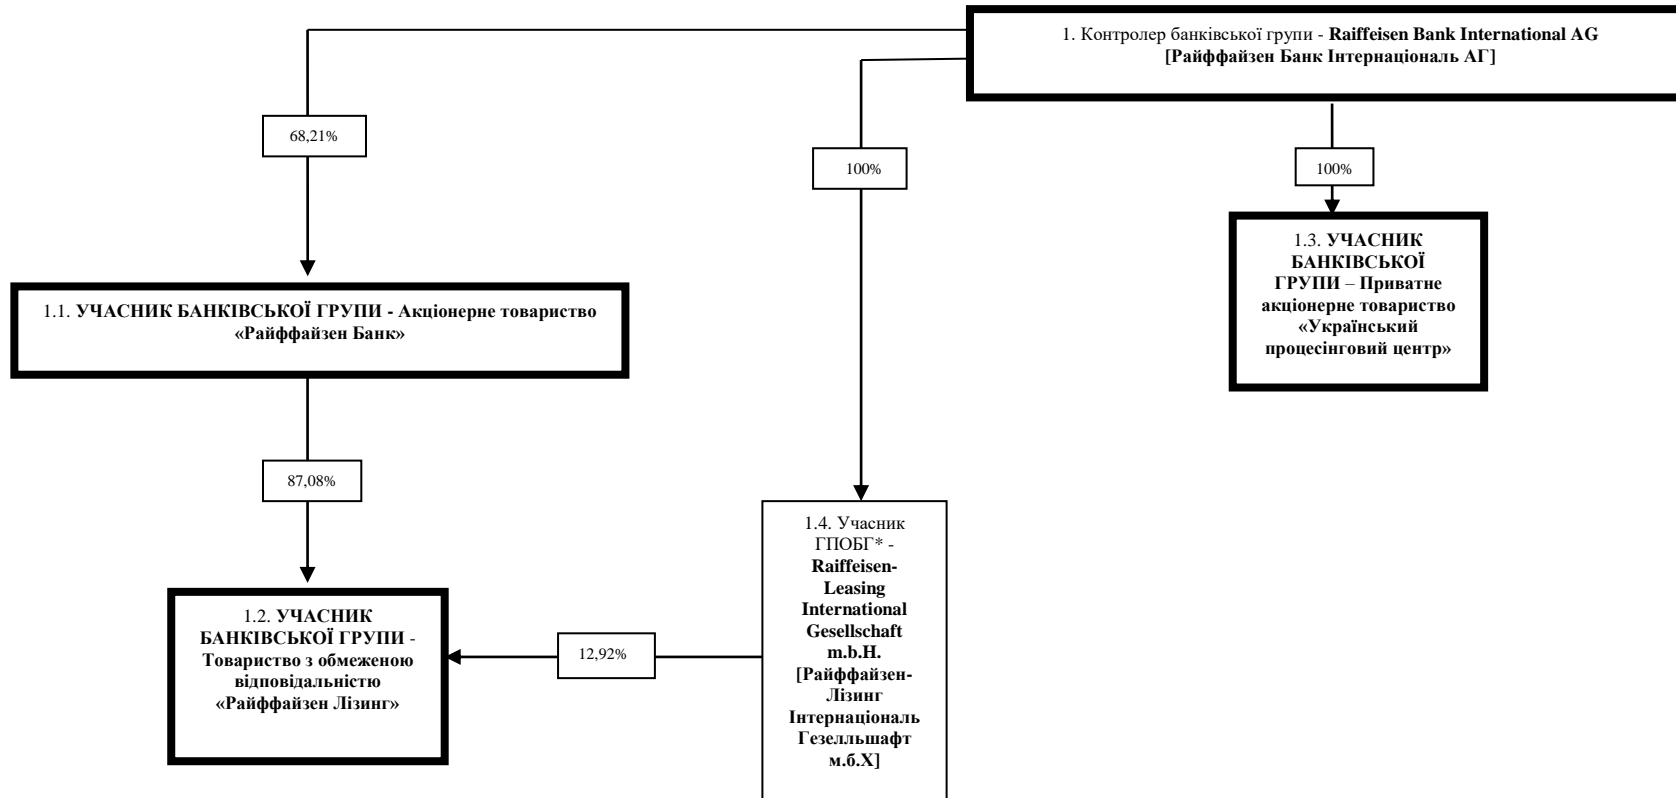 1. Контролер банківської групи - Raiffeisen Bank International AG
[Райффайзен Банк Інтернаціональ АГ]
68,21%
100%
100%
1.3. УЧАСНИК
БАНКІВСЬКОЇ
ГРУПИ – Приватне
акціонерне товариство
«Український
процесінговий центр»
1.1. УЧАСНИК БАНКІВСЬКОЇ ГРУПИ - Акціонерне товариство
«Райффайзен Банк»
87,08%
1.4. Учасник
ГПОБГ* -
Raiffeisen-
Leasing
International
Gesellschaft
m.b.H.
[Райффайзен-
Лізинг
Інтернаціональ
Гезелльшафт
м.б.Х]
1.2. УЧАСНИК
БАНКІВСЬКОЇ ГРУПИ -
Товариство з обмеженою
відповідальністю
«Райффайзен Лізинг»
12,92%